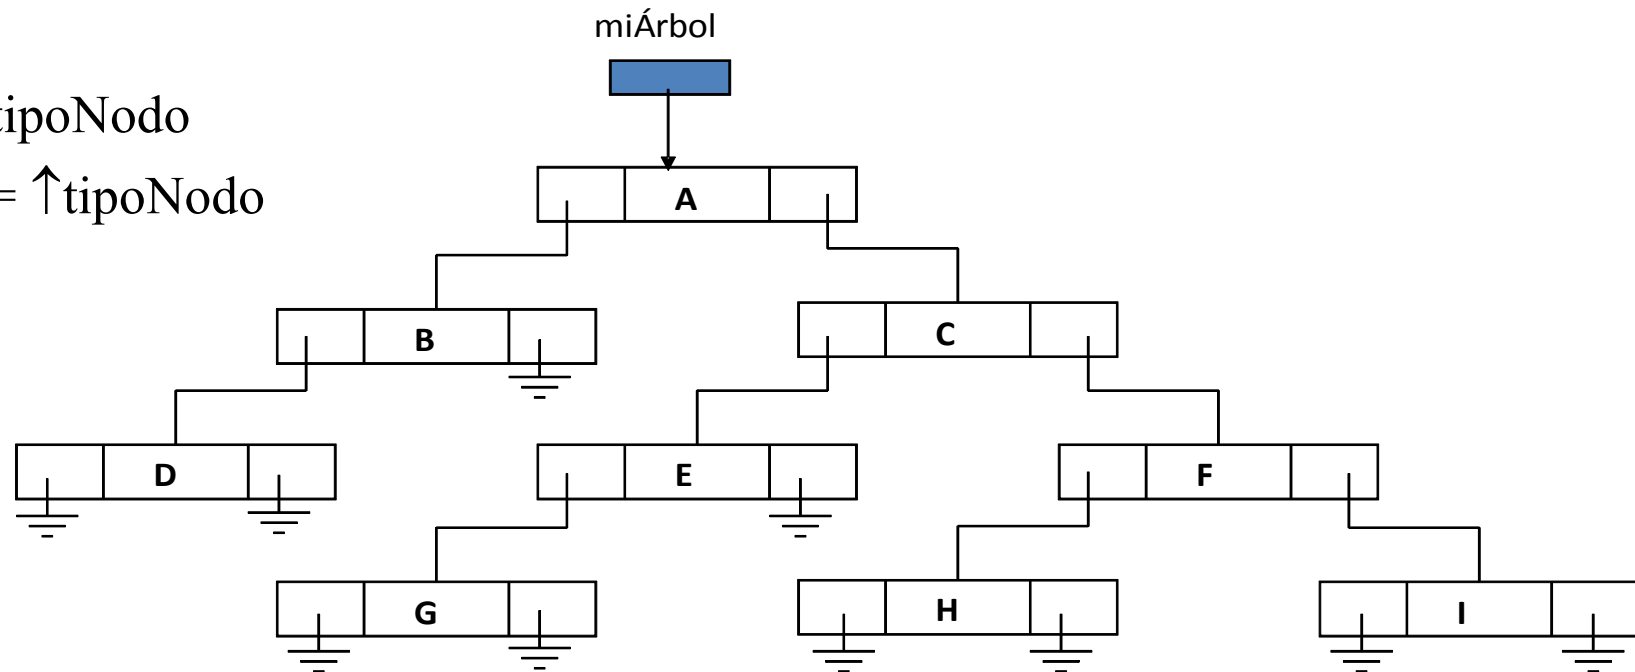 miÁrbol
tipoNodo
= ↑tipoNodo
A
B
C
D
E
F
G
H
I